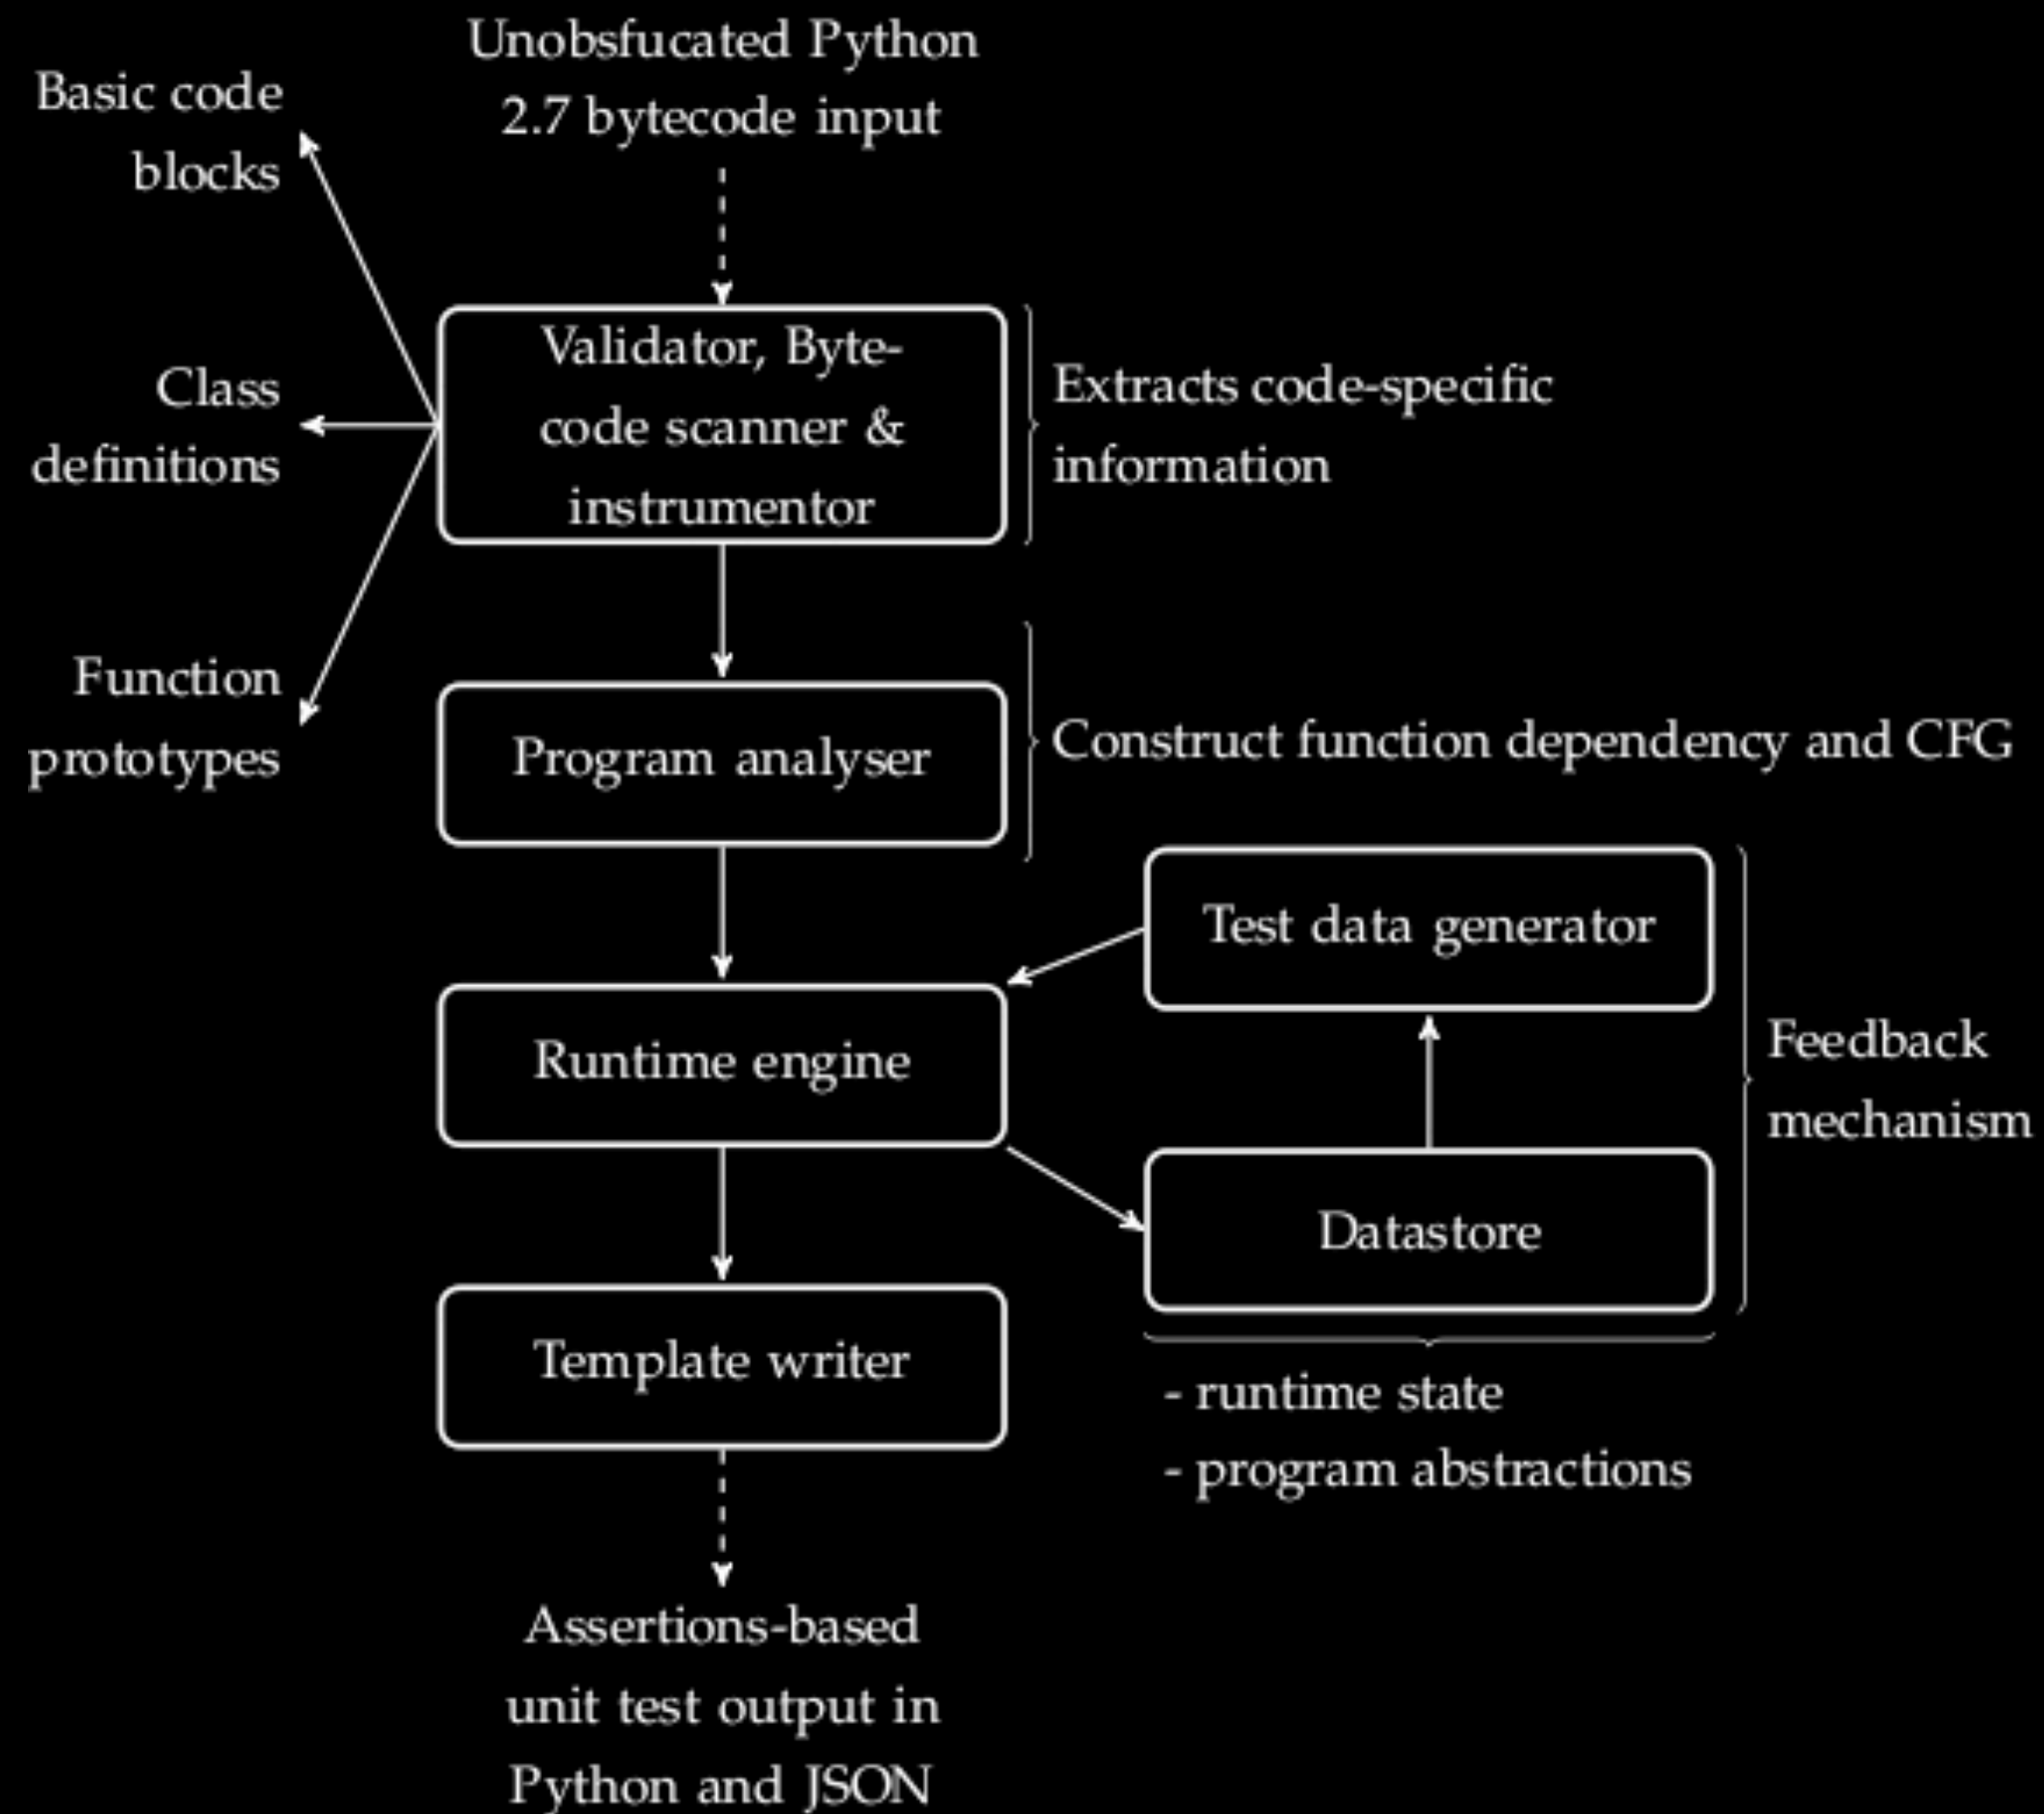 Unobsfucated Python
2.7 bytecode input
Basic code
blocks
Validator, Byte-
code scanner &
instrumentor
Class
definitions
Extracts code-specific
information
Function
prototypes
Program analyser
Construct function dependency and CFG
Test data generator
Runtime engine
Feedback
mechanism
Datastore
Template writer
- runtime state
- program abstractions
Assertions-based
unit test output in
Python and JSON